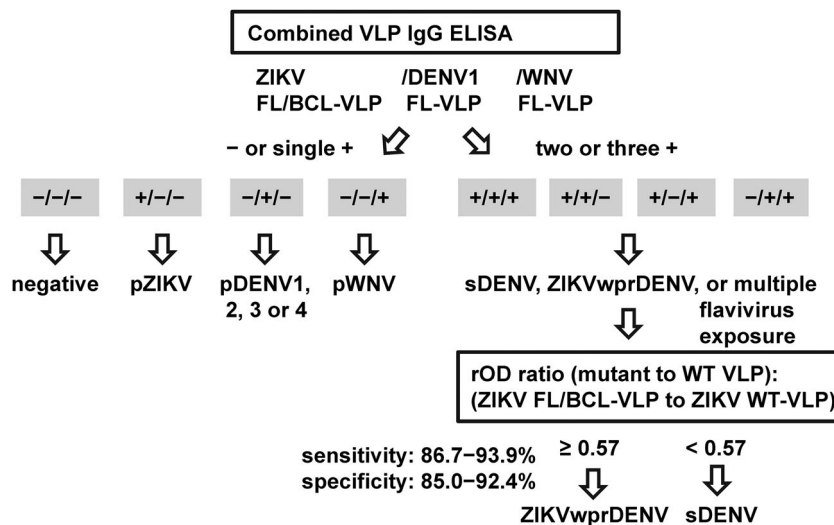 Combined VLP IgG ELISA
ZIKV /DENV1 /WNV
FL/BCL-VLP FL-VLP FL-VLP
− or single + two or three +
−/−/− +/−/− −/+/− −/−/+ +/+/+ +/+/− +/−/+ −/+/+
negative pZIKV pDENV1, pWNV sDENV, ZIKVwprDENV, or multiple
2, 3 or 4 flavivirus
exposure
rOD ratio (mutant to WT VLP):
(ZIKV FL/BCL-VLP to ZIKV WT-VLP)
sensitivity: 86.7−93.9% ≥ 0.57 < 0.57
specificity: 85.0−92.4%
ZIKVwprDENV sDENV